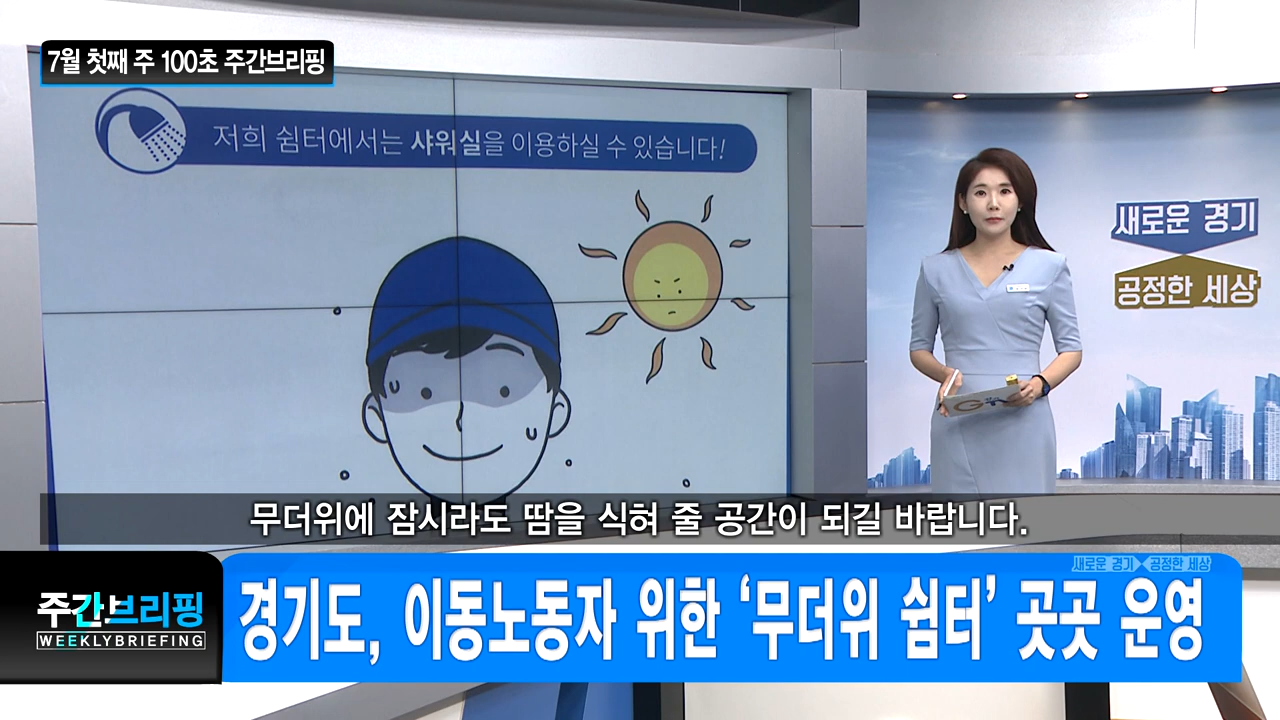 7월 첫째 주 100초 주간브리핑
저희 쉼터에서는 샤워실을 이용하실 수 있습니다!
새로운 경기
공정한 세상
무더위에 잠시라도 땀을 식혀 줄 공간이 되길 바랍니다.
새로운 경기 공정한 세상
주간브리핑
WEEKLYBRIEFING
경기도, 이동노동자 위한 ‘무더위 쉼터’ 곳곳 운영